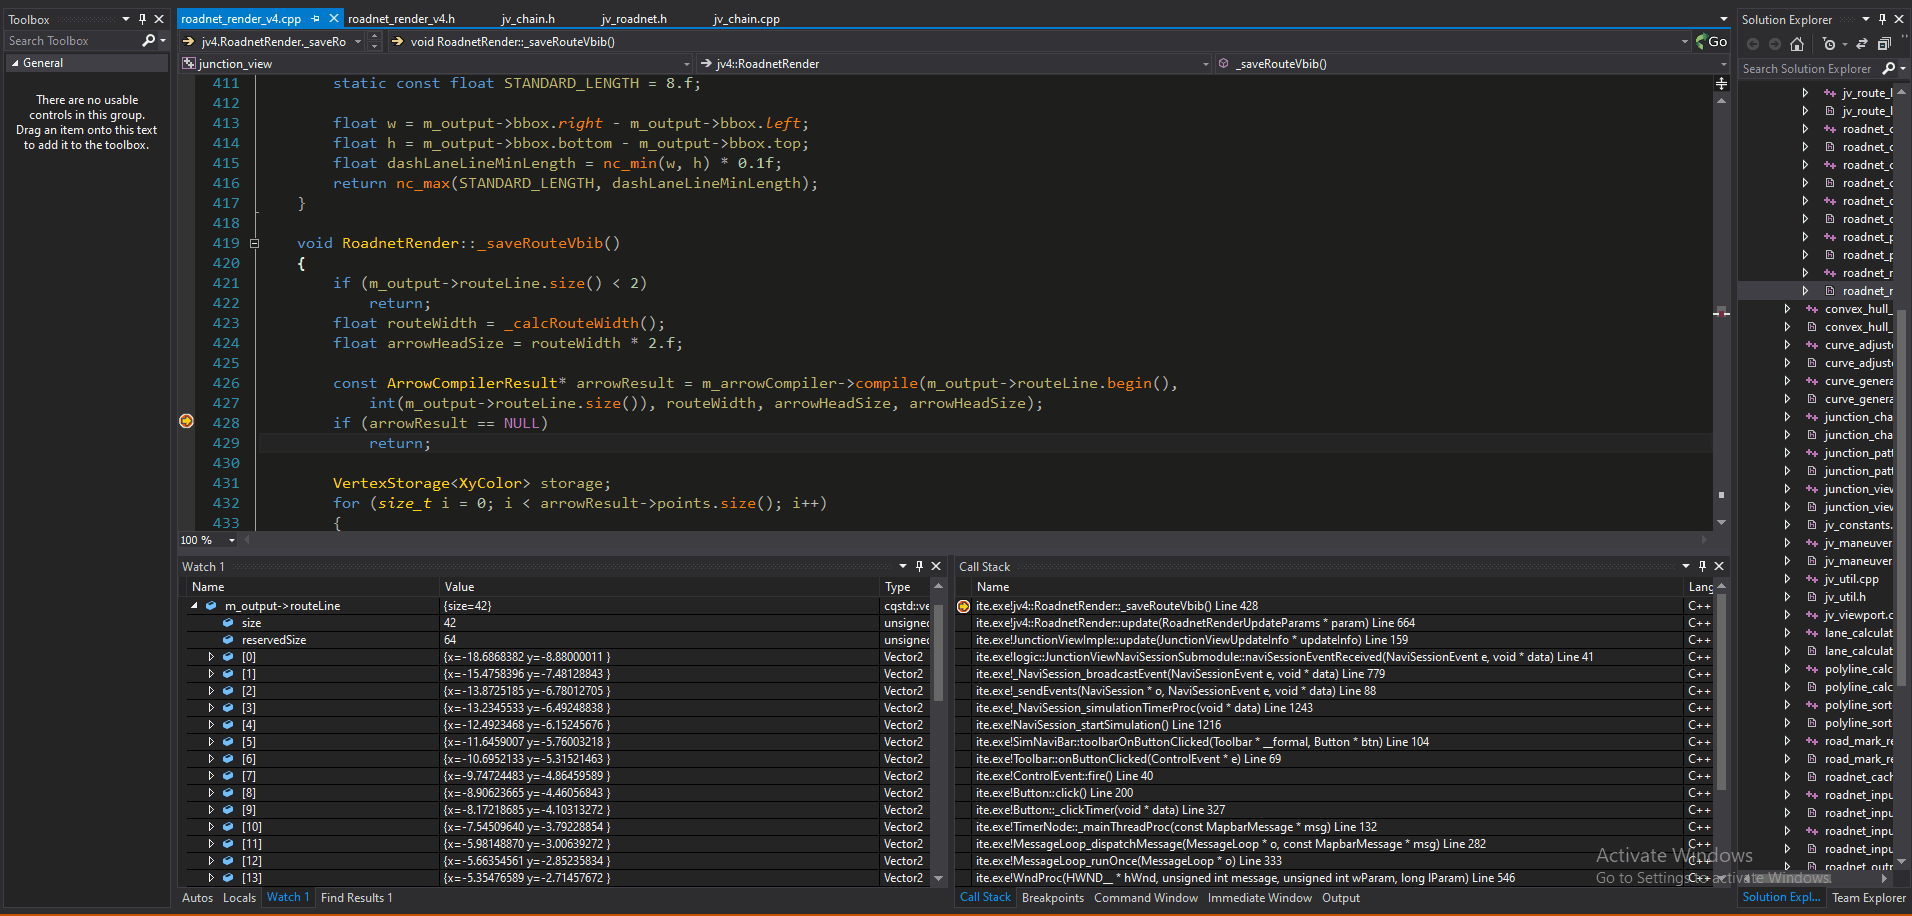 Toolbox
Search Toolbox
General
There are no usable
controls in this group.
Drag an item onto this text
to add it to the toolbox.
roadnet_render_v4.cpp
roadnet_render_v4.h
jv_chain.h
jv_roadnet.h
jv_chain.cpp
jv4.RoadnetRender._saveRo
void RoadnetRender::_saveRouteVbib()
Go
junction_view
jv4::RoadnetRender
_saveRouteVbib()
411 static const float STANDARD_LENGTH = 8.f;
412
413 float w = m_output->bbox.right - m_output->bbox.left;
414 float h = m_output->bbox.bottom - m_output->bbox.top;
415 float dashLaneLineMinLength = nc_min(w, h) * 0.1f;
416 return nc_max(STANDARD_LENGTH, dashLaneLineMinLength);
417 }
418
419 void RoadnetRender::_saveRouteVbib()
420 {
421 if (m_output->routeLine.size() < 2)
422 return;
423 float routeWidth = _calcRouteWidth();
424 float arrowHeadSize = routeWidth * 2.f;
425
426 const ArrowCompilerResult* arrowResult = m_arrowCompiler->compile(m_output->routeLine.begin(),
427 int(m_output->routeLine.size()), routeWidth, arrowHeadSize, arrowHeadSize);
428 if (arrowResult == NULL)
429 return;
430
431 VertexStorage<XyColor> storage;
432 for (size_t i = 0; i < arrowResult->points.size(); i++)
433 {
100 %
Watch 1
Name Value Type
m_output->routeLine {size=42} cqstd::ve
size 42 unsigned
reservedSize 64 unsigned
[0] {x=-18.6868382 y=-8.88000011 } Vector2
[1] {x=-15.4758396 y=-7.48128843 } Vector2
[2] {x=-13.8725185 y=-6.78012705 } Vector2
[3] {x=-13.2345533 y=-6.49248838 } Vector2
[4] {x=-12.4923468 y=-6.15245676 } Vector2
[5] {x=-11.6459007 y=-5.76003218 } Vector2
[6] {x=-10.6952133 y=-5.31521463 } Vector2
[7] {x=-9.74724483 y=-4.86459589 } Vector2
[8] {x=-8.90623665 y=-4.46056843 } Vector2
[9] {x=-8.17218685 y=-4.10313272 } Vector2
[10] {x=-7.54509640 y=-3.79228854 } Vector2
[11] {x=-5.98148870 y=-3.00639272 } Vector2
[12] {x=-5.66354561 y=-2.85235834 } Vector2
[13] {x=-5.35476589 y=-2.71457672 } Vector2
Autos Locals Watch 1 Find Results 1
Call Stack
Name Lang
ite.exe!jv4::RoadnetRender::_saveRouteVbib() Line 428 C++
ite.exe!jv4::RoadnetRender::update(RoadnetRenderUpdateParams * param) Line 664 C++
ite.exe!JunctionViewImple::update(JunctionViewUpdateInfo * updateInfo) Line 159 C++
ite.exe!logic::JunctionViewNaviSessionSubmodule::naviSessionEventReceived(NaviSessionEvent e, void * data) Line 41 C++
ite.exe!_NaviSession_broadcastEvent(NaviSessionEvent e, void * data) Line 779 C++
ite.exe!_sendEvents(NaviSession * o, NaviSessionEvent e, void * data) Line 88 C++
ite.exe!_NaviSession_simulationTimerProc(void * data) Line 1243 C++
ite.exe!NaviSession_startSimulation() Line 1216 C++
ite.exe!SimNaviBar::toolbarOnButtonClicked(Toolbar * __formal, Button * btn) Line 104 C++
ite.exe!Toolbar::onButtonClicked(ControlEvent * e) Line 69 C++
ite.exe!ControlEvent::fire() Line 40 C++
ite.exe!Button::click() Line 200 C++
ite.exe!Button::_clickTimer(void * data) Line 327 C++
ite.exe!TimerNode::_mainThreadProc(const MapbarMessage * msg) Line 132 C++
ite.exe!MessageLoop_dispatchMessage(MessageLoop * o, const MapbarMessage * msg) Line 282 C++
ite.exe!MessageLoop_runOnce(MessageLoop * o) Line 333 C++
ite.exe!WndProc(HWND__ * hWnd, unsigned int message, unsigned int wParam, long lParam) Line 546 C++
Call Stack Breakpoints Command Window Immediate Window Output
Solution Explorer
Search Solution Explorer
jv_route_l
jv_route_l
roadnet_c
roadnet_c
roadnet_c
roadnet_c
roadnet_c
roadnet_c
roadnet_p
roadnet_p
roadnet_r
roadnet_r
convex_hull_
convex_hull_
curve_adjuste
curve_adjuste
curve_genera
curve_genera
junction_cha
junction_cha
junction_patt
junction_patt
junction_view
junction_view
jv_constants.
jv_maneuver
jv_maneuver
jv_util.cpp
jv_util.h
jv_viewport.c
lane_calculat
lane_calculat
polyline_calc
polyline_calc
polyline_sort
polyline_sort
road_mark_re
road_mark_re
roadnet_cach
roadnet_inpu
roadnet_inpu
roadnet_inpu
roadnet_inpu
roadnet_outp
Activate Windows
Go to Settings to activate Windows.
Solution Expl... Team Explorer